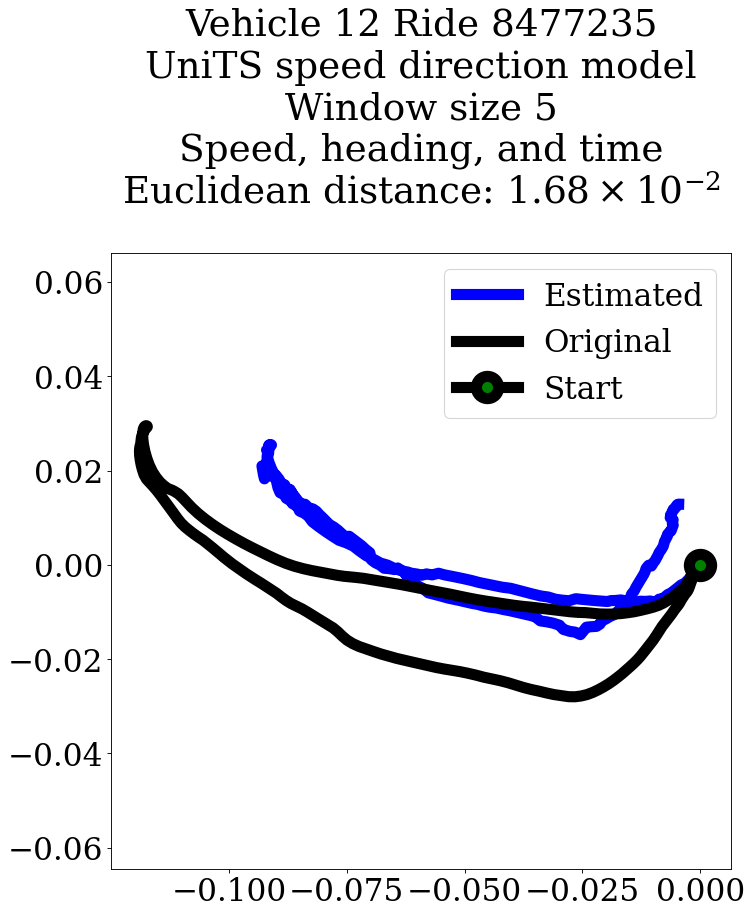 Vehicle 12 Ride 8477235
UniTS speed direction model
Window size 5
Speed, heading, and time
Euclidean distance: 1.68 × 10⁻²
Estimated
Original
Start
0.06
0.04
0.02
0.00
−0.02
−0.04
−0.06
−0.100 −0.075 −0.050 −0.025 0.000